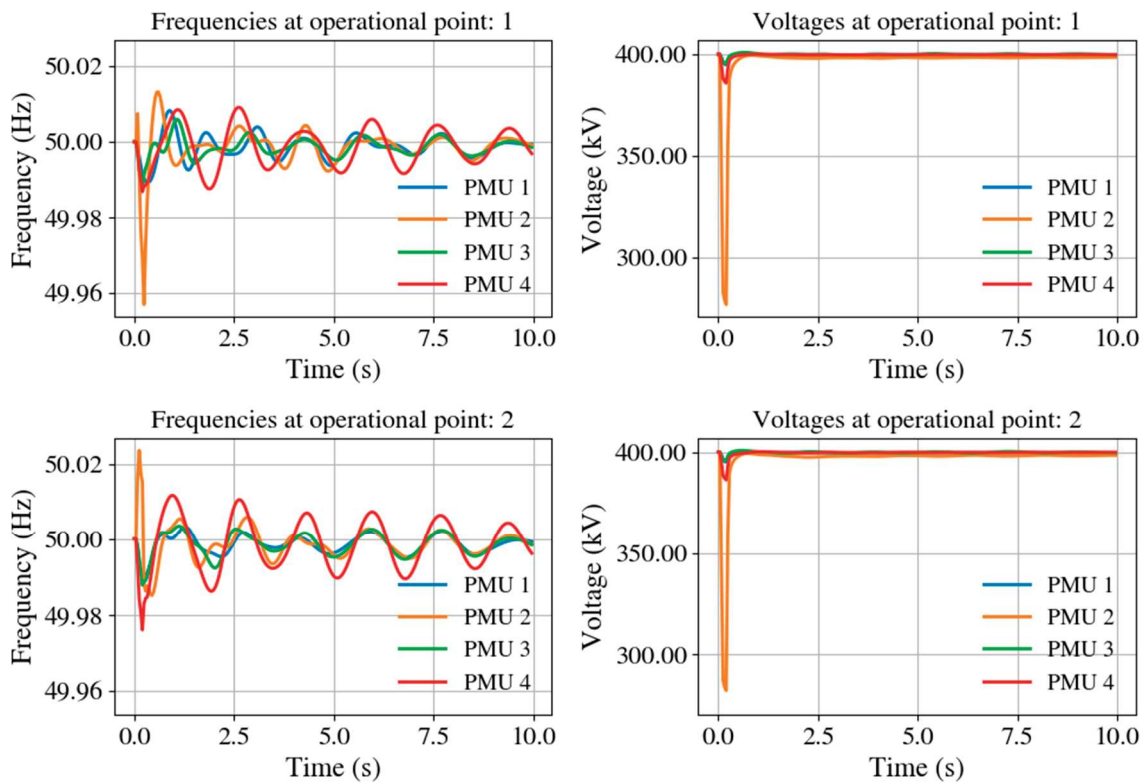 Frequencies at operational point: 1
Frequency (Hz)
50.02
50.00
49.98
49.96
PMU 1
PMU 2
PMU 3
PMU 4
0.0 2.5 5.0 7.5 10.0
Time (s)
Voltages at operational point: 1
Voltage (kV)
400.00
350.00
300.00
PMU 1
PMU 2
PMU 3
PMU 4
0.0 2.5 5.0 7.5 10.0
Time (s)
Frequencies at operational point: 2
Frequency (Hz)
50.02
50.00
49.98
49.96
PMU 1
PMU 2
PMU 3
PMU 4
0.0 2.5 5.0 7.5 10.0
Time (s)
Voltages at operational point: 2
Voltage (kV)
400.00
350.00
300.00
PMU 1
PMU 2
PMU 3
PMU 4
0.0 2.5 5.0 7.5 10.0
Time (s)